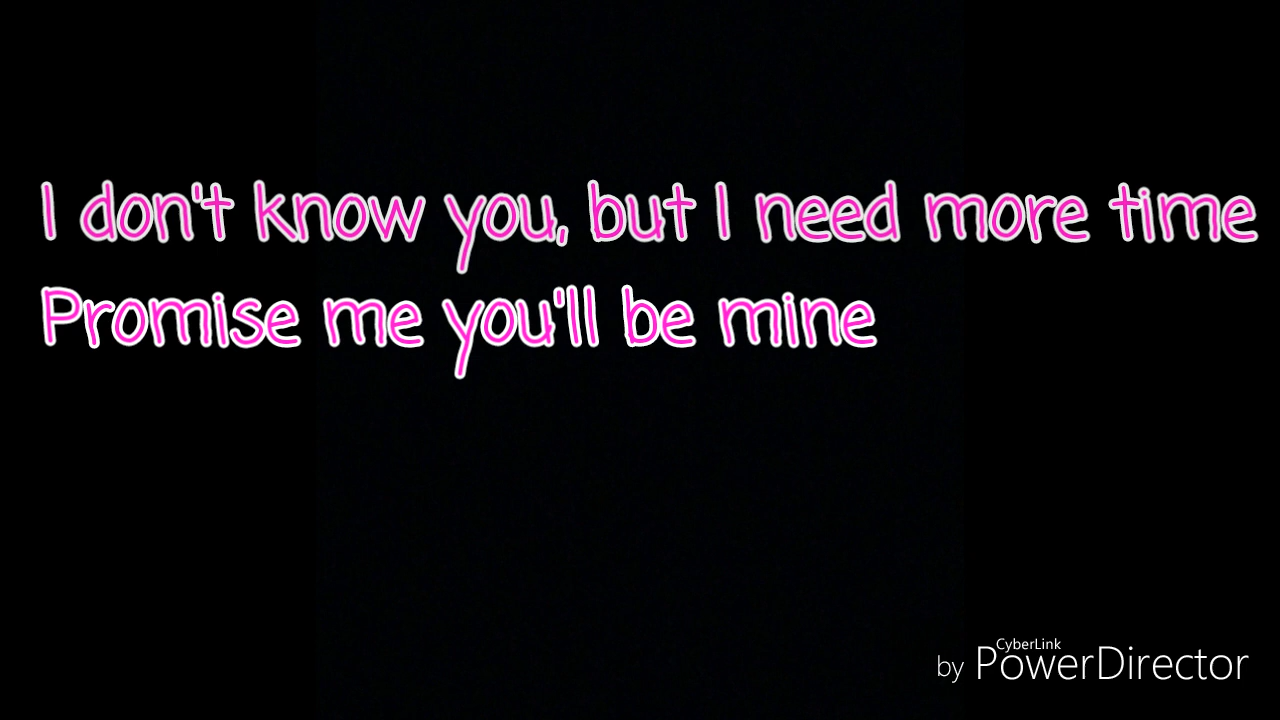 I don't know you, but I need more time
Promise me you'll be mine
CyberLink
by PowerDirector